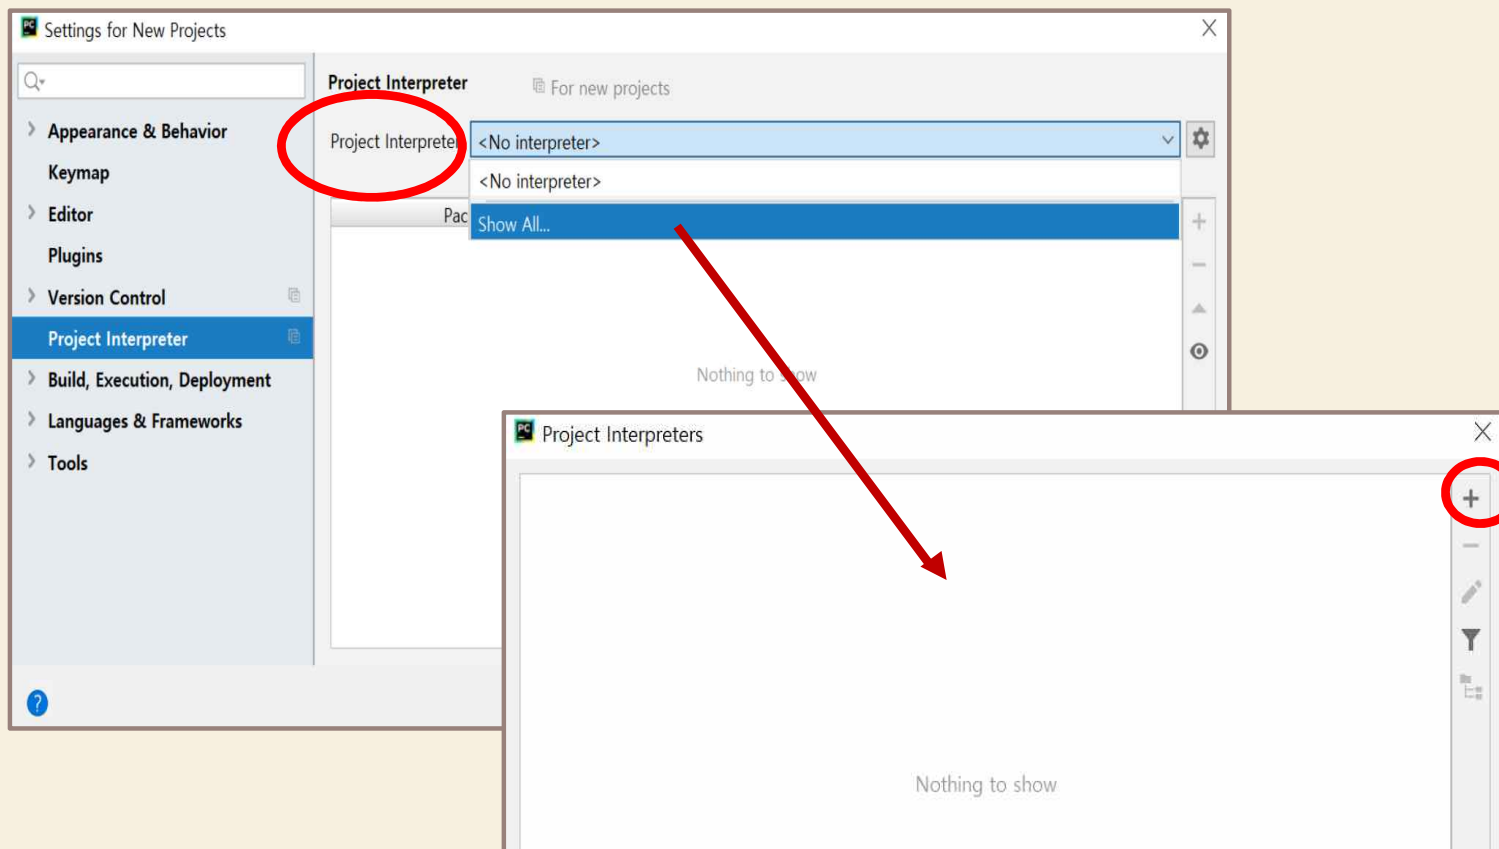 Settings for New Projects
Project Interpreter
For new projects
Appearance & Behavior
Project Interpreter
<No interpreter>
Keymap
<No interpreter>
Editor
Pac
Show All...
Plugins
Version Control
Project Interpreter
Build, Execution, Deployment
Nothing to show
Languages & Frameworks
Tools
Project Interpreters
Nothing to show